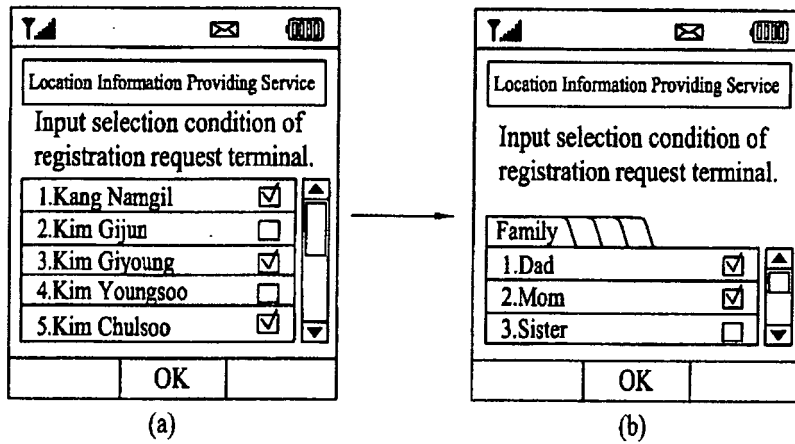 Location Information Providing Service
Input selection condition of
registration request terminal.
1.Kang Namgil
2.Kim Gijun
3.Kim Giyoung
4.Kim Youngsoo
5.Kim Chulsoo
OK
(a)
Location Information Providing Service
Input selection condition of
registration request terminal.
Family
1.Dad
2.Mom
3.Sister
OK
(b)